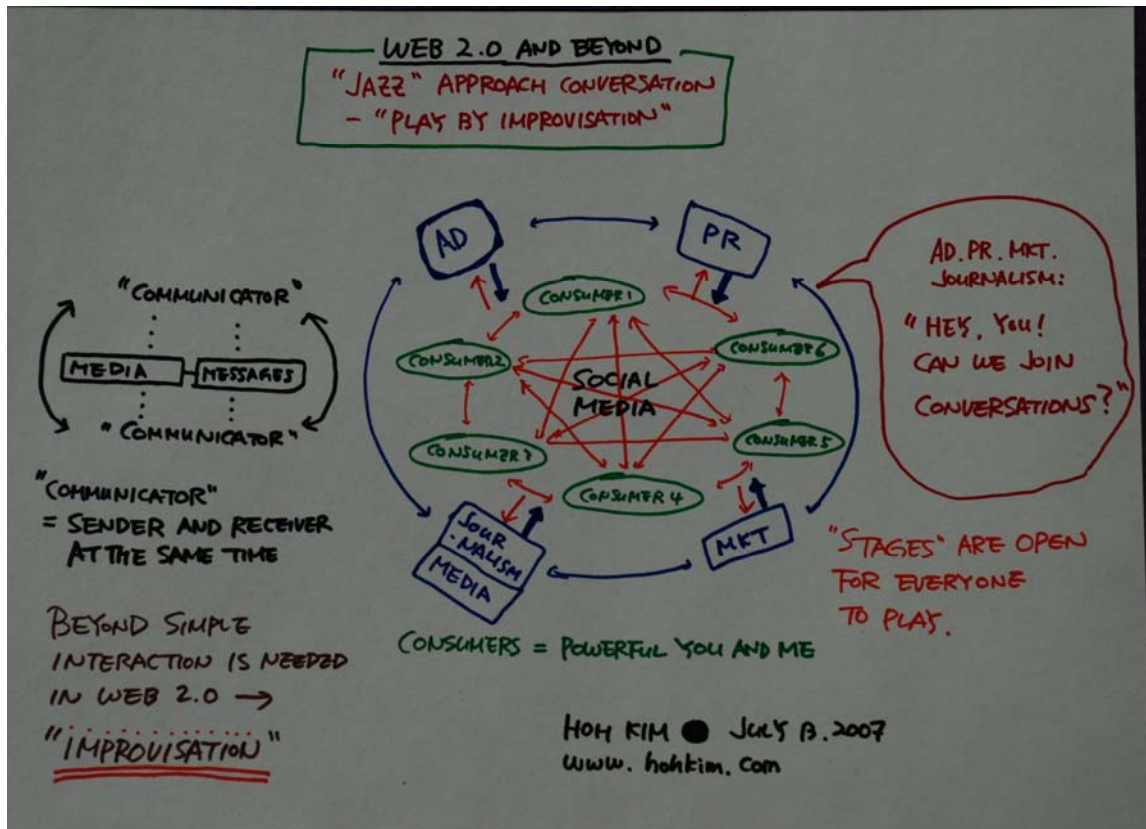 WEB 2.0 AND BEYOND
"JAZZ" APPROACH CONVERSATION
- "PLAY BY IMPROVISATION"
AD
PR
CONSUMER 1
CONSUMER 2
CONSUMER 6
SOCIAL
MEDIA
CONSUMER 3
CONSUMER 5
CONSUMER 4
JOUR
-NALISM
MEDIA
MKT
CONSUMERS = POWERFUL YOU AND ME
"COMMUNICATOR"
MEDIA
MESSAGES
"COMMUNICATOR"
"COMMUNICATOR"
= SENDER AND RECEIVER
AT THE SAME TIME
BEYOND SIMPLE
INTERACTION IS NEEDED
IN WEB 2.0 →
"IMPROVISATION"
AD.PR.MKT.
JOURNALISM:
"HEY, YOU!
CAN WE JOIN
CONVERSATIONS?"
"STAGES" ARE OPEN
FOR EVERYONE
TO PLAY.
HOH KIM ● JULY 13.2007
www.hohkim.com